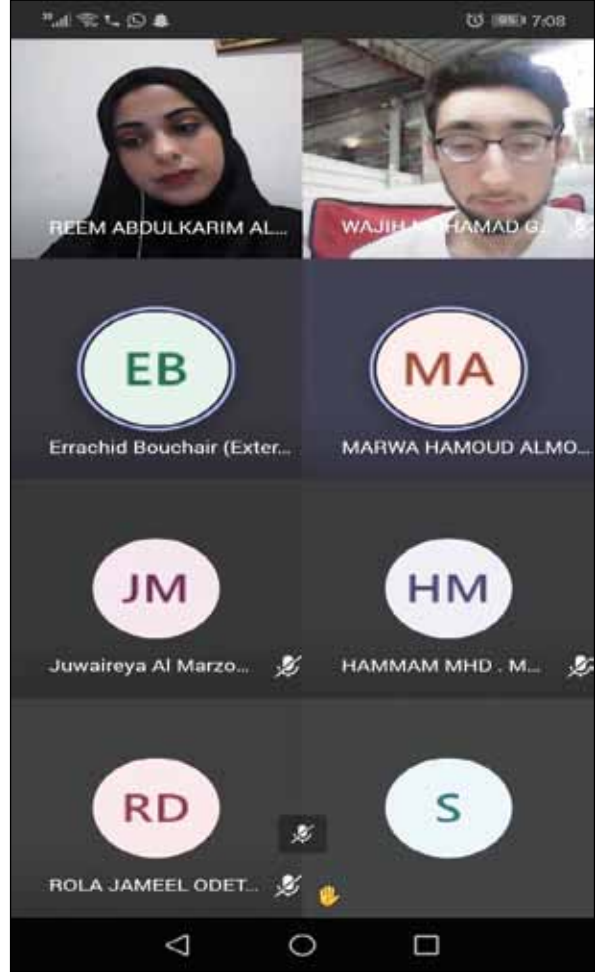 7:08
REEM ABDULKARIM AL...
WAJIH MOHAMAD G...
EB
MA
Errachid Bouchair (Exter...
MARWA HAMOUD ALMO...
JM
HM
Juwaireya Al Marzo...
HAMMAM MHD . M...
RD
S
ROLA JAMEEL ODET...